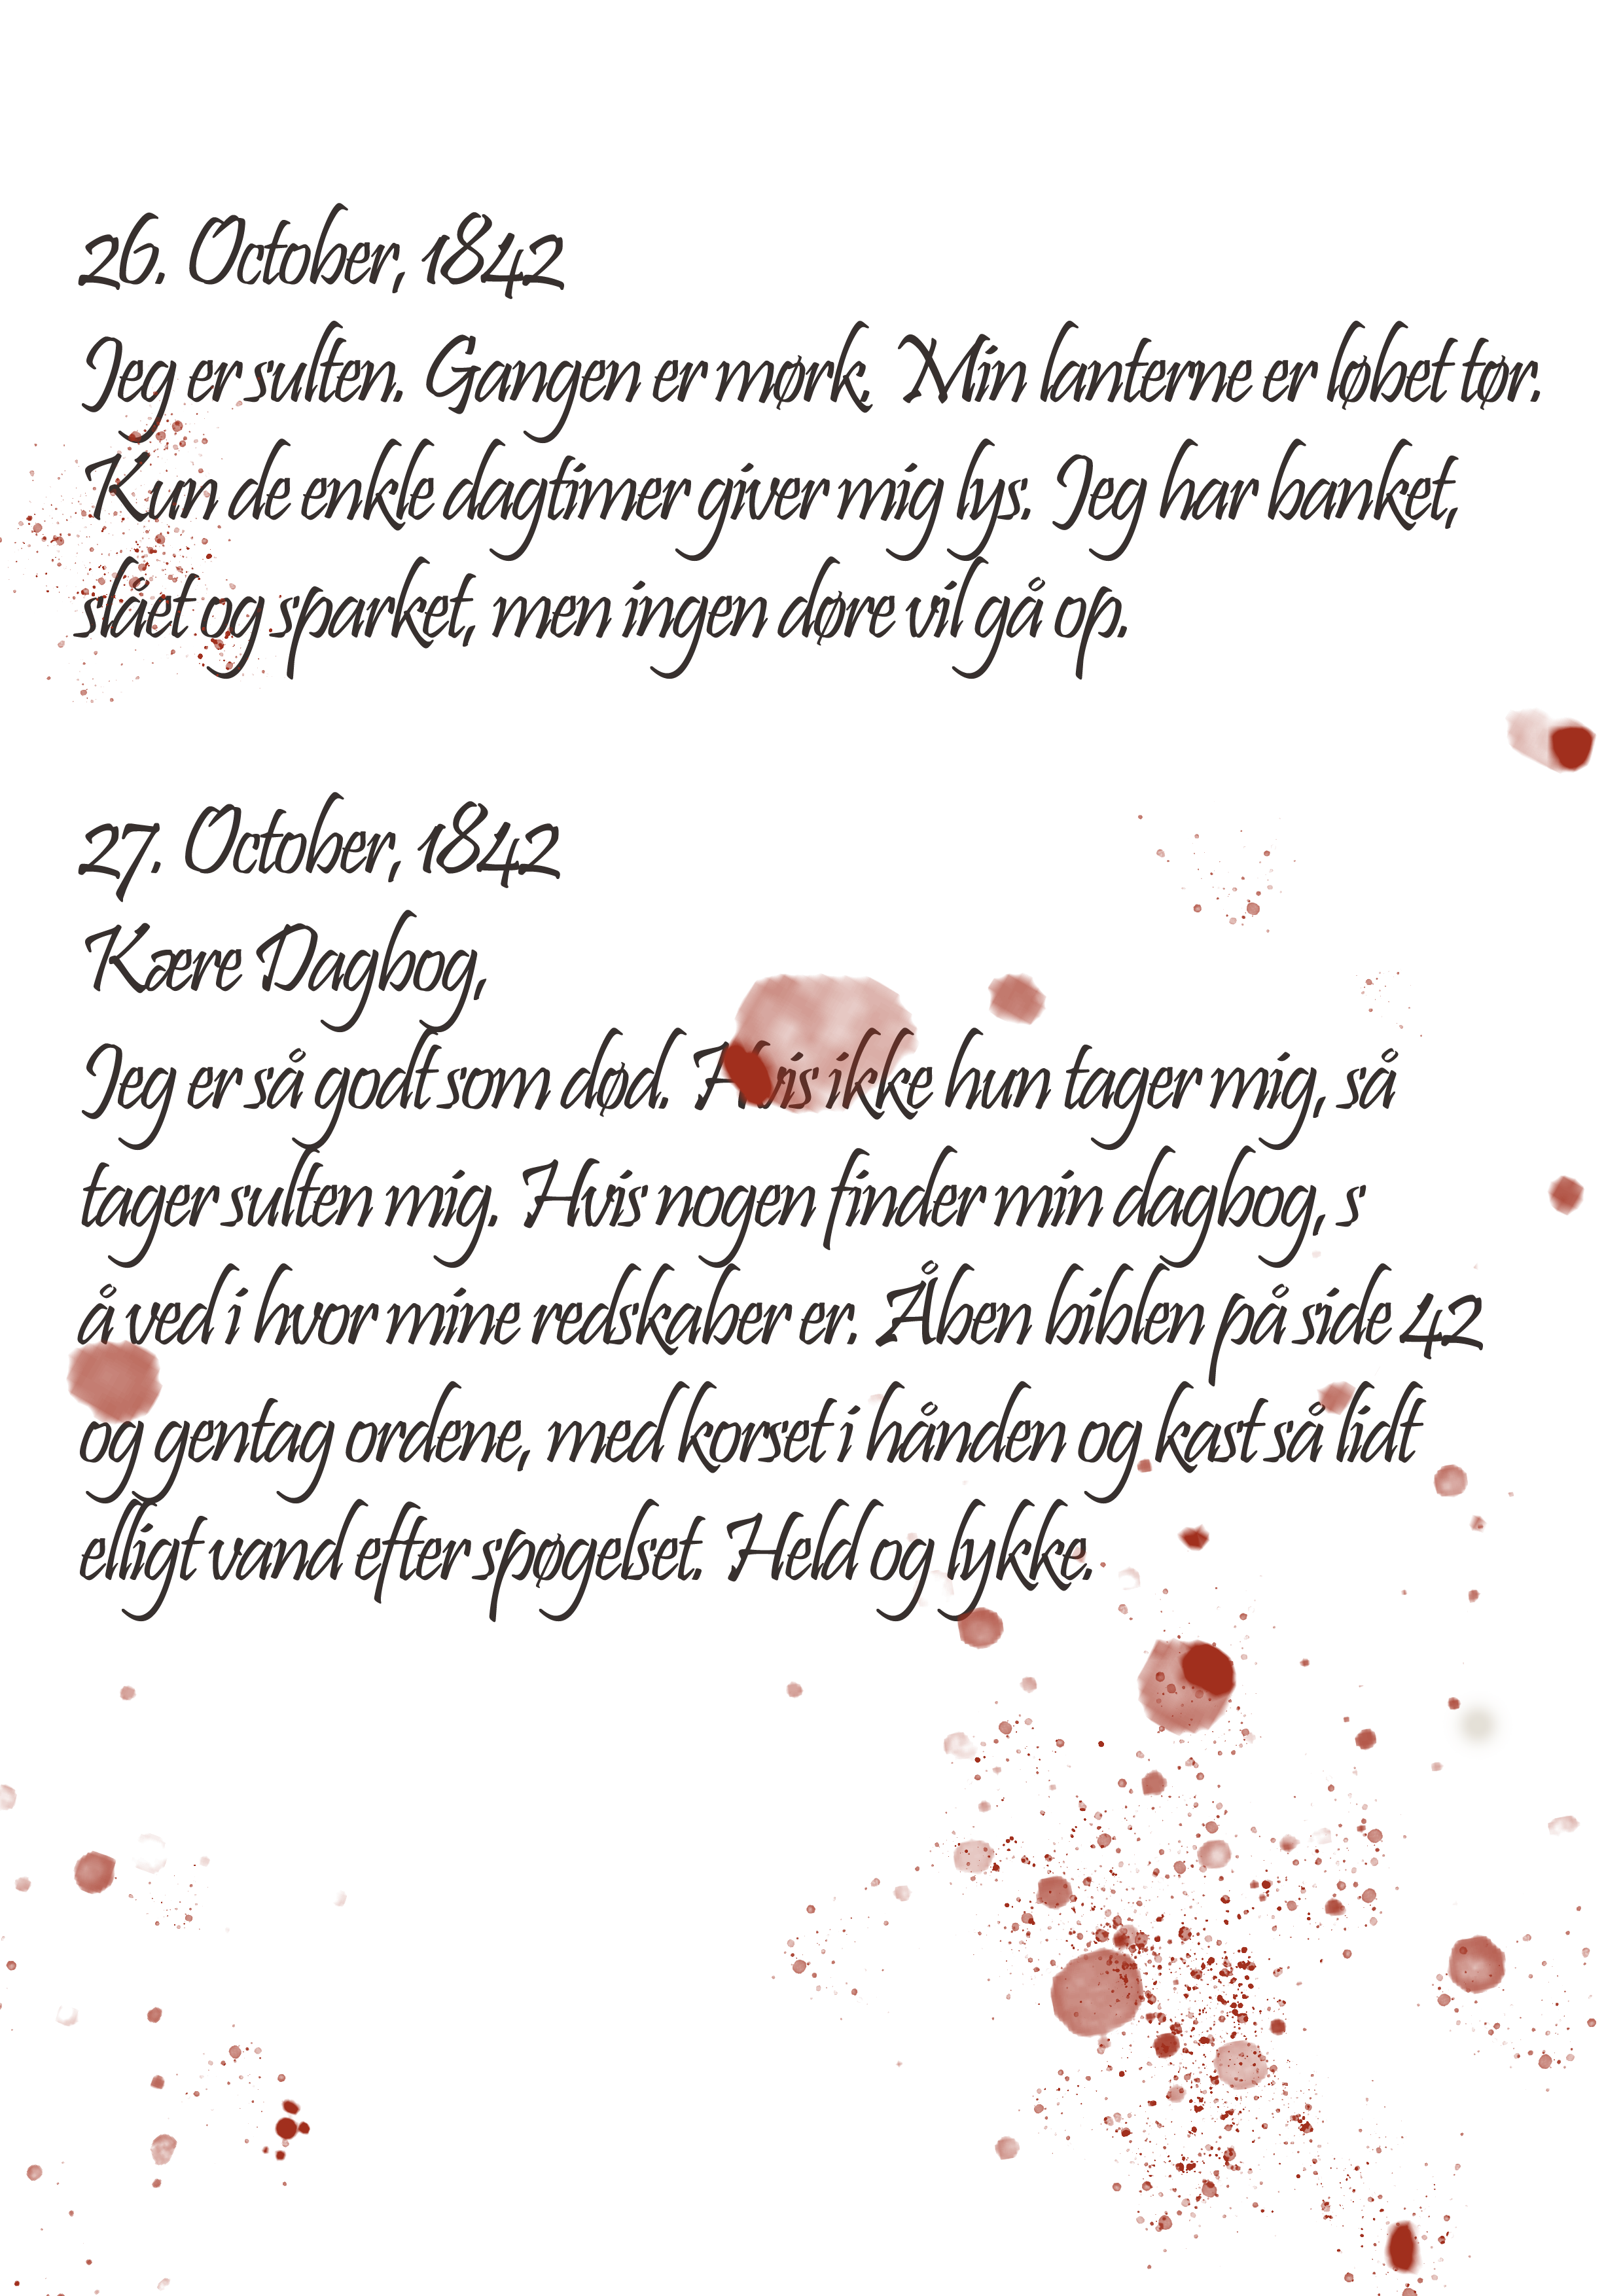 26. October, 1842
Jeg er sulten. Gangen er mørk. Min lanterne er løbet tør.
Kun de enkle dagtimer giver mig lys. Jeg har banket,
slået og sparket, men ingen døre vil gå op.
27. October, 1842
Kære Dagbog,
Jeg er så godt som død. Hvis ikke hun tager mig, så
tager sulten mig. Hvis nogen finder min dagbog, s
å ved i hvor mine redskaber er. Åben biblen på side 42
og gentag ordene, med korset i hånden og kast så lidt
elligt vand efter spøgelset. Held og lykke.